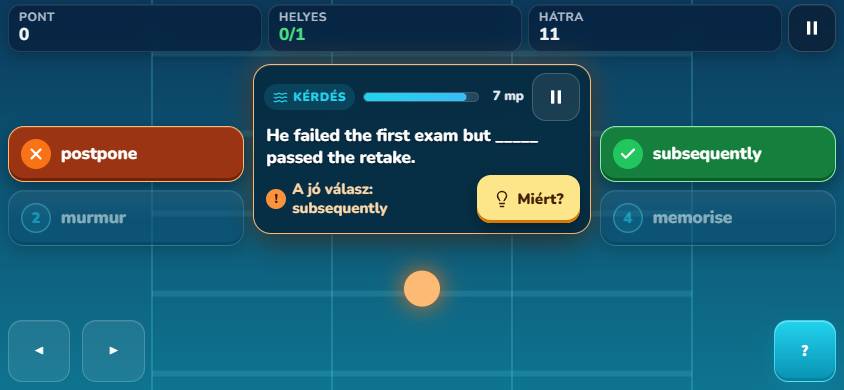 PONT
0
HELYES
0/1
HÁTRA
11
KÉRDÉS
7 mp
He failed the first exam but _____
passed the retake.
! A jó válasz:
subsequently
Miért?
postpone
2 murmur
subsequently
4 memorise
?